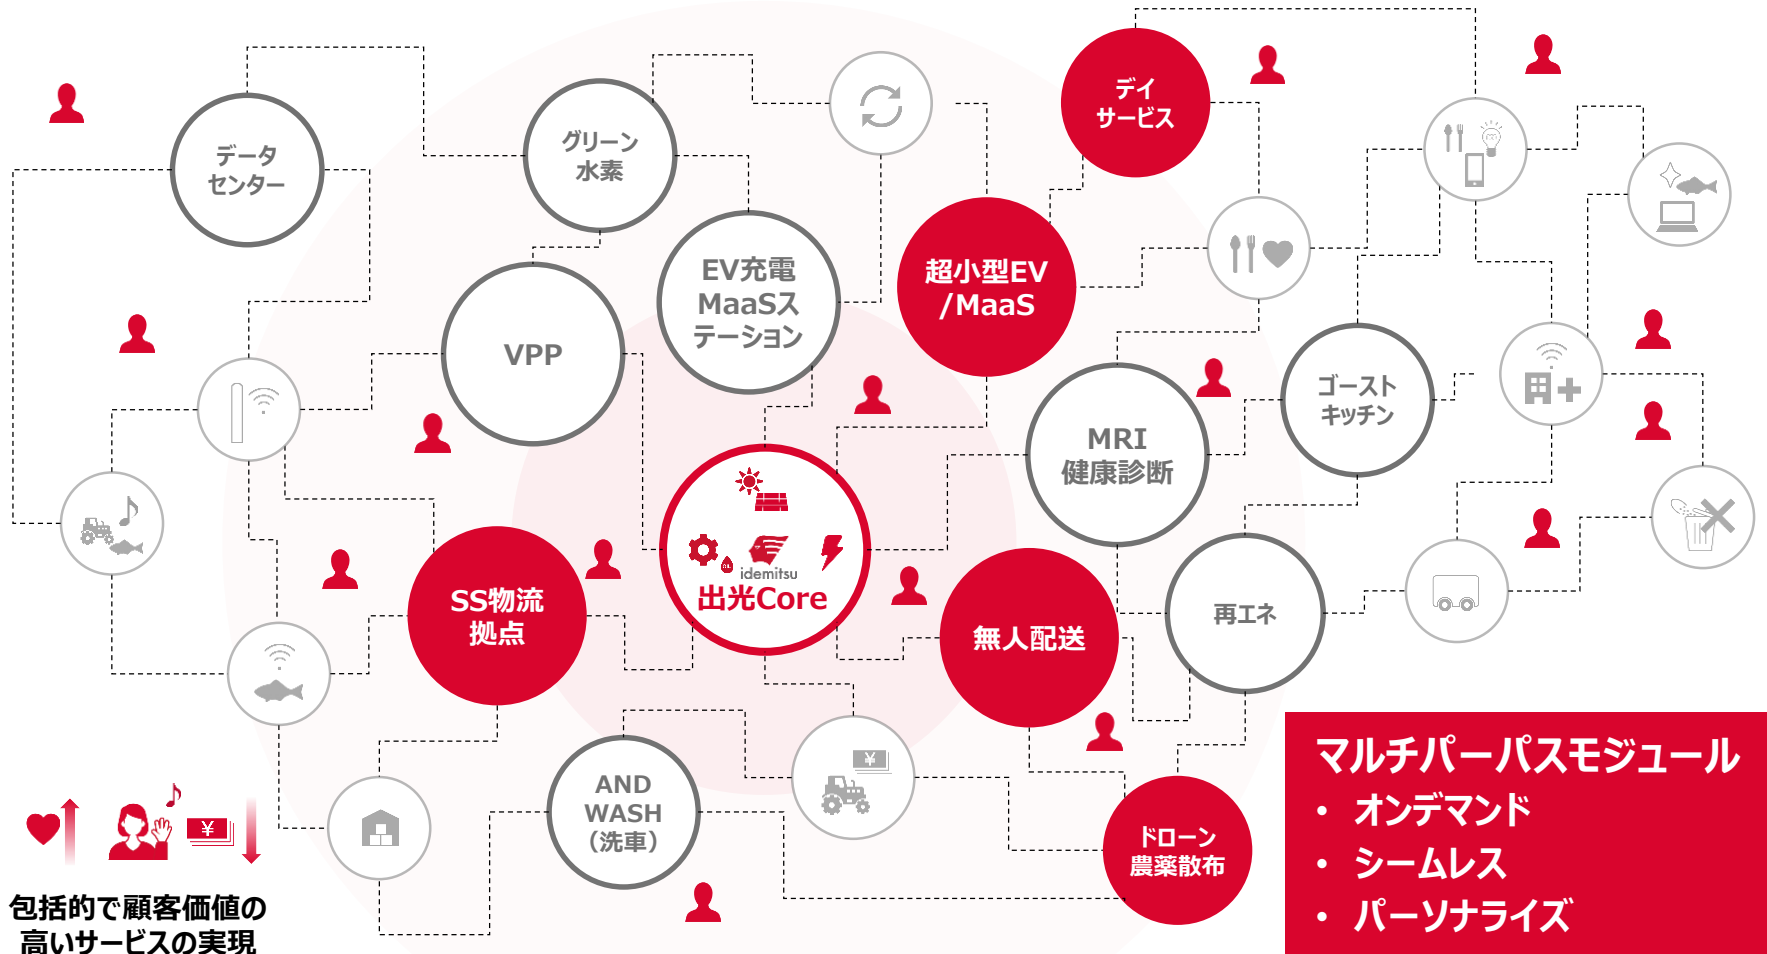 デイ
サービス
データ
センター
グリーン
水素
EV充電
MaaSス
テーション
超小型EV
/MaaS
VPP
ゴースト
キッチン
MRI
健康診断
OIL
idemitsu
出光Core
SS物流
拠点
無人配送
再エネ
¥
AND
WASH
（洗車）
ドローン
農薬散布
¥
包括的で顧客価値の
高いサービスの実現
マルチパーパスモジュール
• オンデマンド
• シームレス
• パーソナライズ